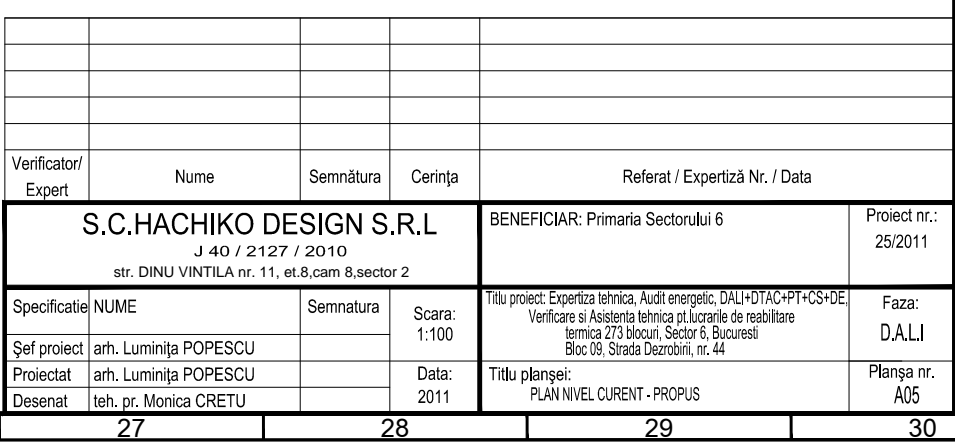 Verificator/
Expert
Nume
Semnătura
Cerinţa
Referat / Expertiză Nr. / Data
S.C.HACHIKO DESIGN S.R.L
J 40 / 2127 / 2010
str. DINU VINTILA nr. 11, et.8,cam 8,sector 2
BENEFICIAR: Primaria Sectorului 6
Proiect nr.:
25/2011
Specificatie
NUME
Semnatura
Scara:
1:100
Titlu proiect: Expertiza tehnica, Audit energetic, DALI+DTAC+PT+CS+DE,
Verificare si Asistenta tehnica pt.lucrarile de reabilitare
termica 273 blocuri, Sector 6, Bucuresti
Bloc 09, Strada Dezrobirii, nr. 44
Faza:
D.A.L.I
Şef proiect
arh. Luminiţa POPESCU
Proiectat
arh. Luminiţa POPESCU
Data:
2011
Titlu planşei:
PLAN NIVEL CURENT - PROPUS
Planşa nr.
A05
Desenat
teh. pr. Monica CRETU
27
28
29
30